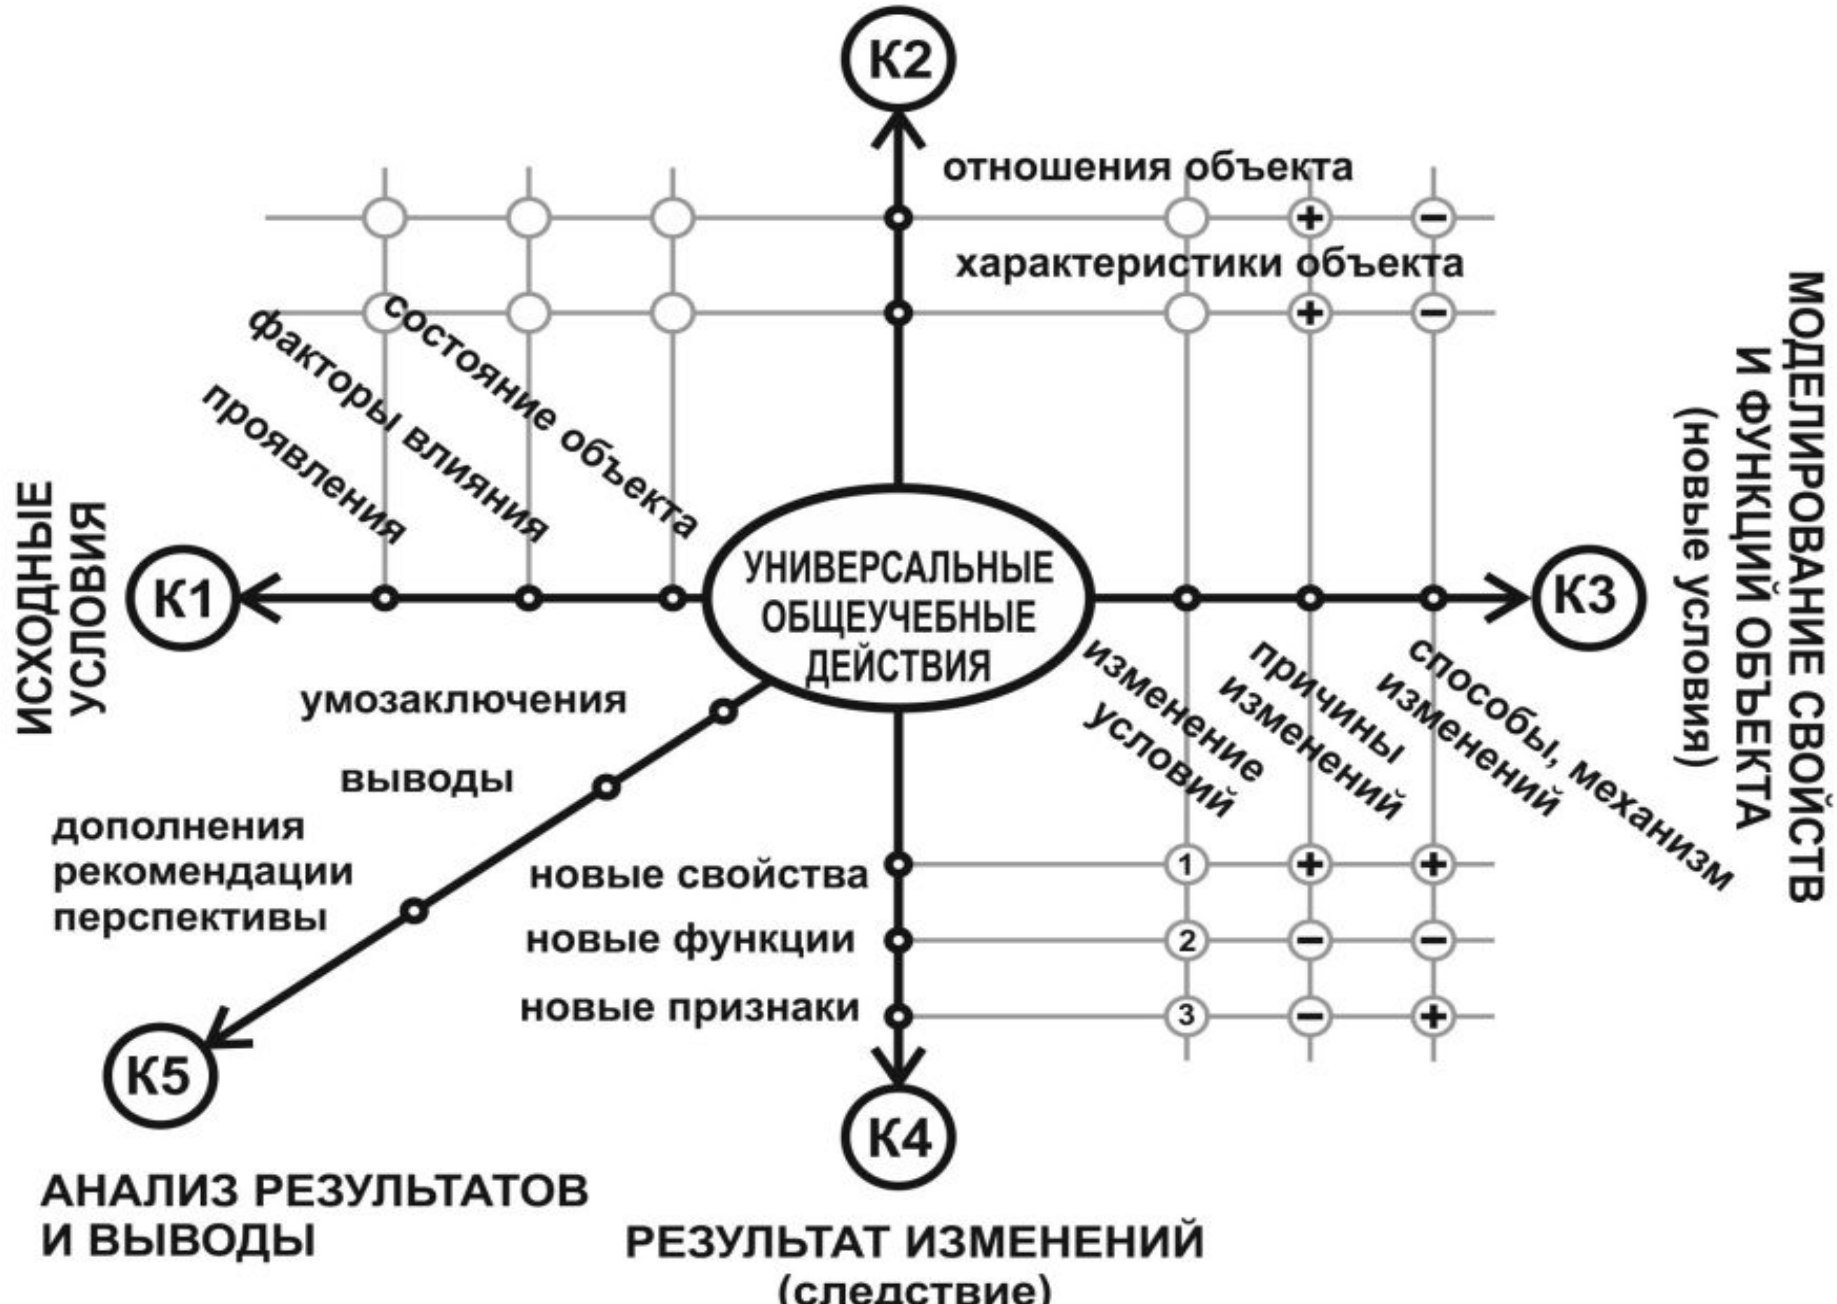 К2
отношения объекта
+
−
характеристики объекта
+
−
состояние объекта
факторы влияния
проявления
ИСХОДНЫЕ
УСЛОВИЯ
К1
УНИВЕРСАЛЬНЫЕ
ОБЩЕУЧЕБНЫЕ
ДЕЙСТВИЯ
К3
МОДЕЛИРОВАНИЕ СВОЙСТВ
И ФУНКЦИЙ ОБЪЕКТА
(новые условия)
изменение
условий
причины
изменений
способы, механизм
изменений
умозаключения
выводы
дополнения
рекомендации
перспективы
новые свойства
1
+
+
новые функции
2
−
−
новые признаки
3
−
+
К5
К4
АНАЛИЗ РЕЗУЛЬТАТОВ
И ВЫВОДЫ
РЕЗУЛЬТАТ ИЗМЕНЕНИЙ
(следствие)